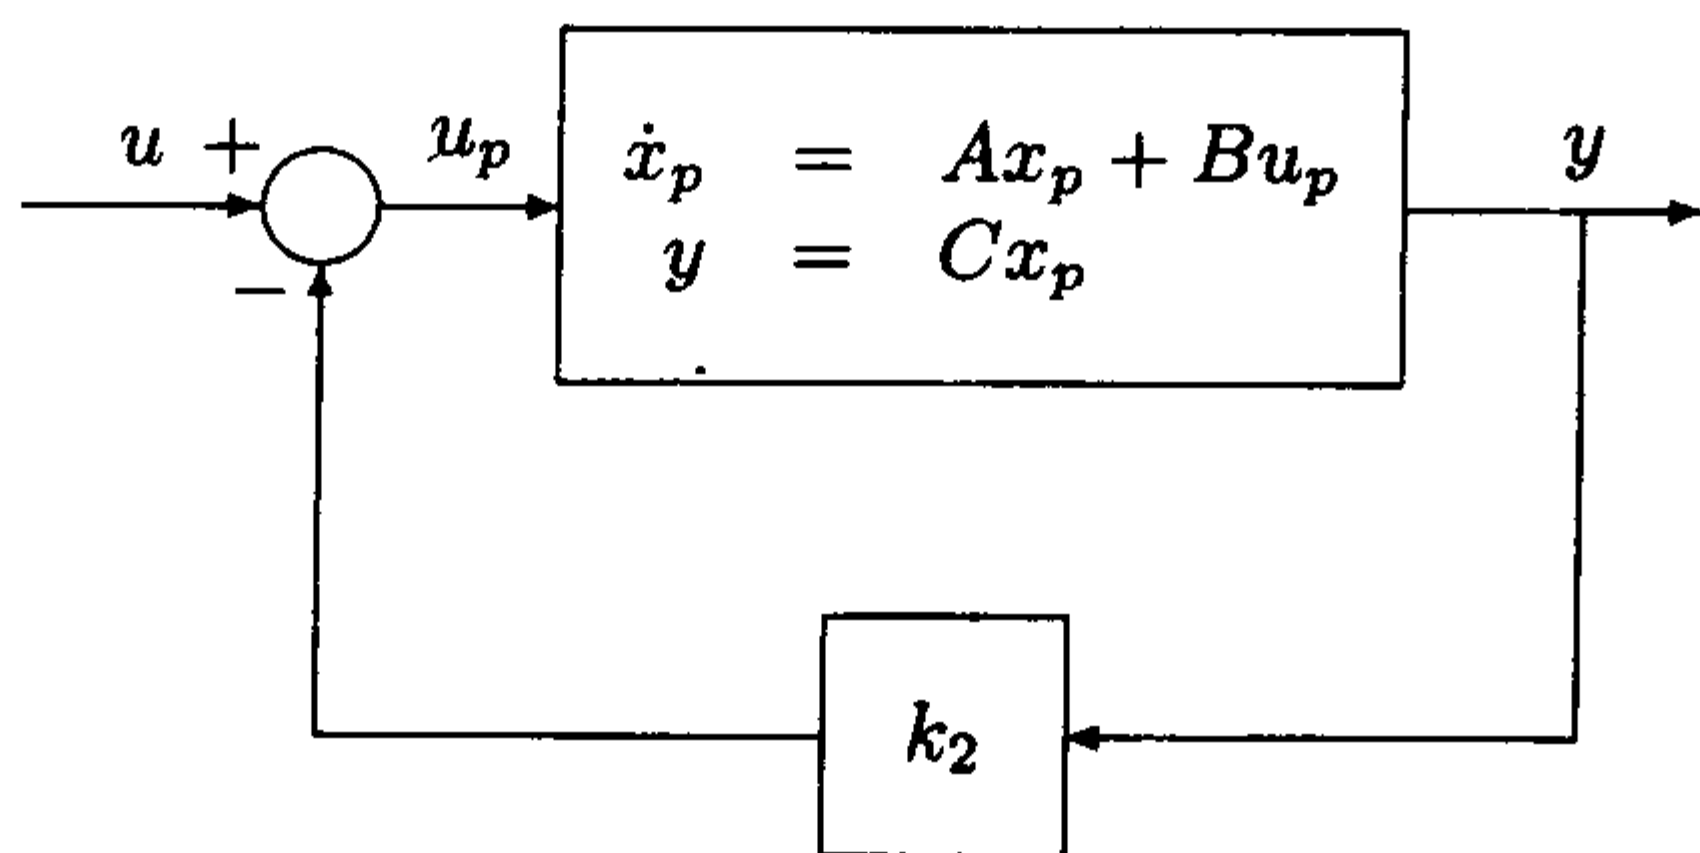 u + u_p ẋ_p = Ax_p + Bu_p y
y = Cx_p
−
k_2